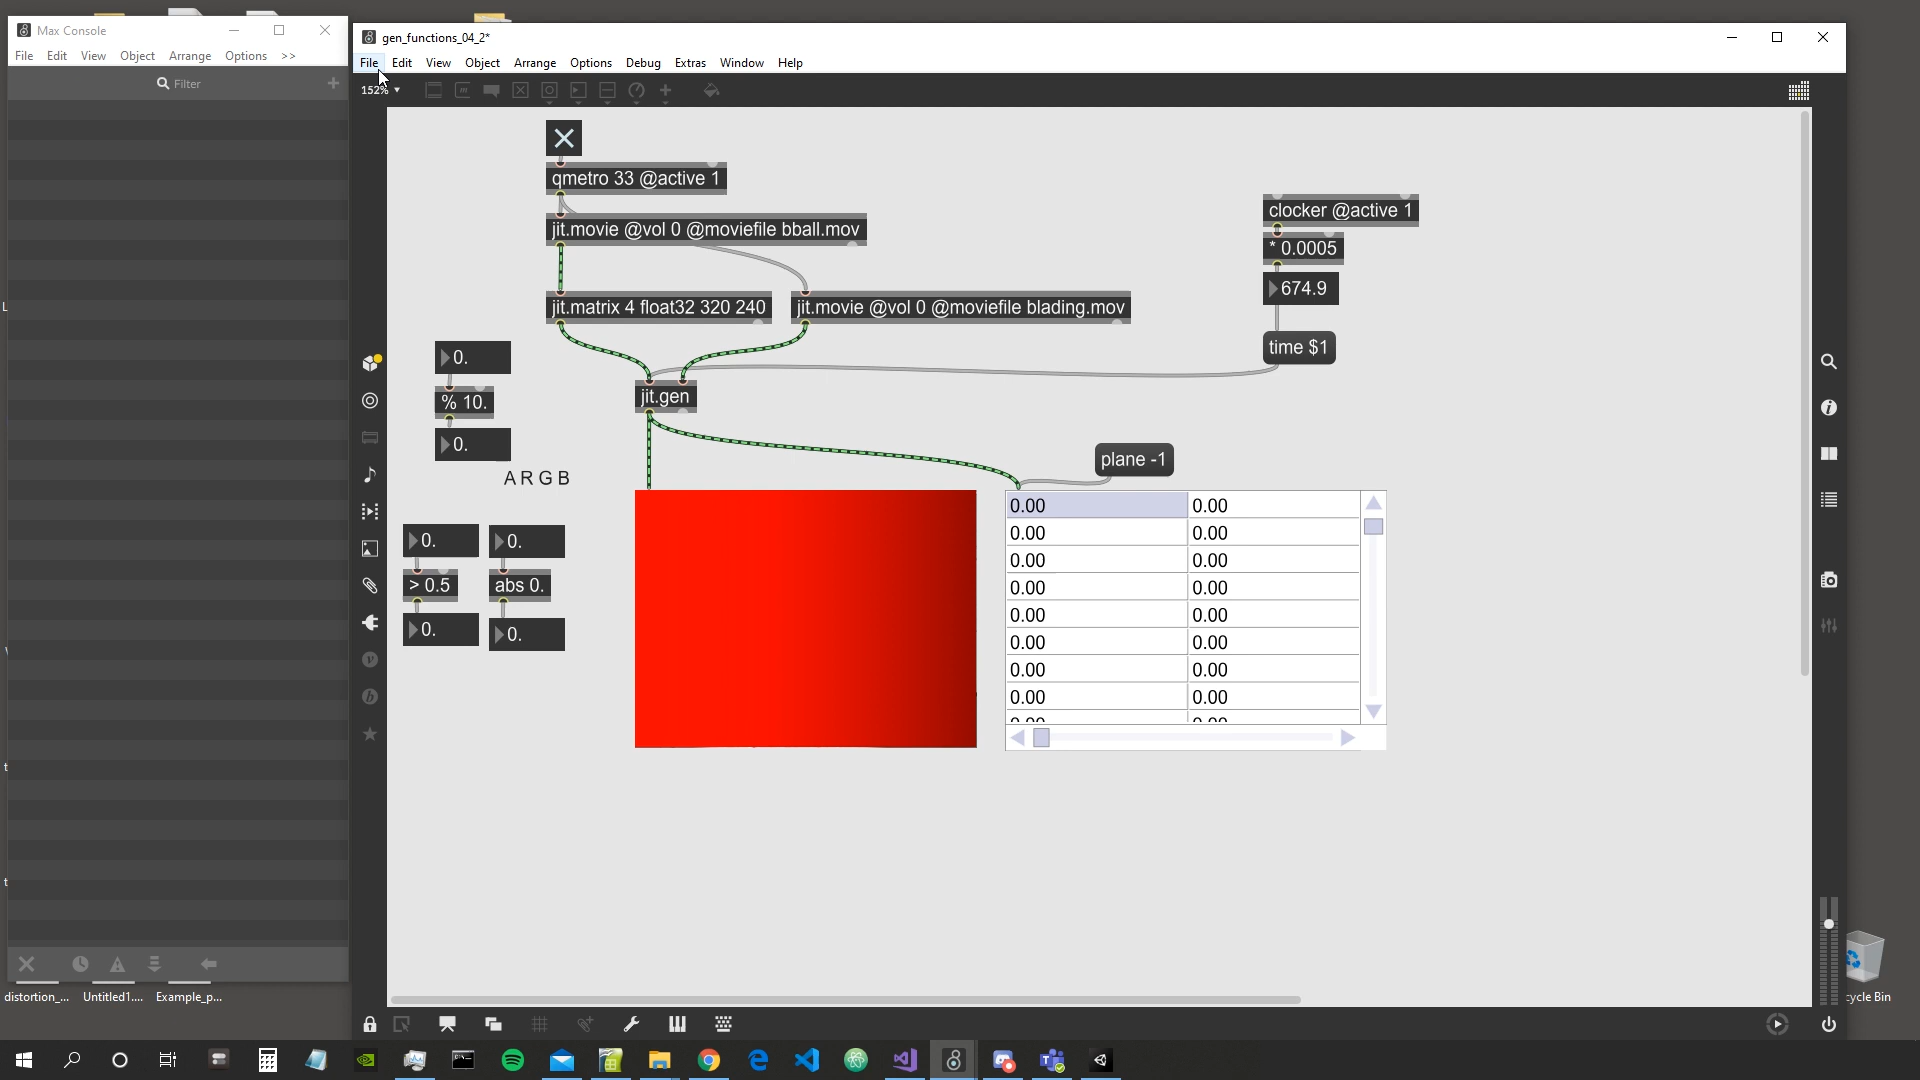 Max Console
File Edit View Object Arrange Options >>
Filter
gen_functions_04_2*
File Edit View Object Arrange Options Debug Extras Window Help
152%
qmetro 33 @active 1
jit.movie @vol 0 @moviefile bball.mov
clocker @active 1
* 0.0005
674.9
jit.matrix 4 float32 320 240
jit.movie @vol 0 @moviefile blading.mov
time $1
0.
% 10.
0.
jit.gen
plane -1
A R G B
0.
> 0.5
0.
0.
abs 0.
0.
0.00 0.00
0.00 0.00
0.00 0.00
0.00 0.00
0.00 0.00
0.00 0.00
0.00 0.00
0.00 0.00
0.00 0.00
distortion_... Untitled1.... Example_p...
cycle Bin